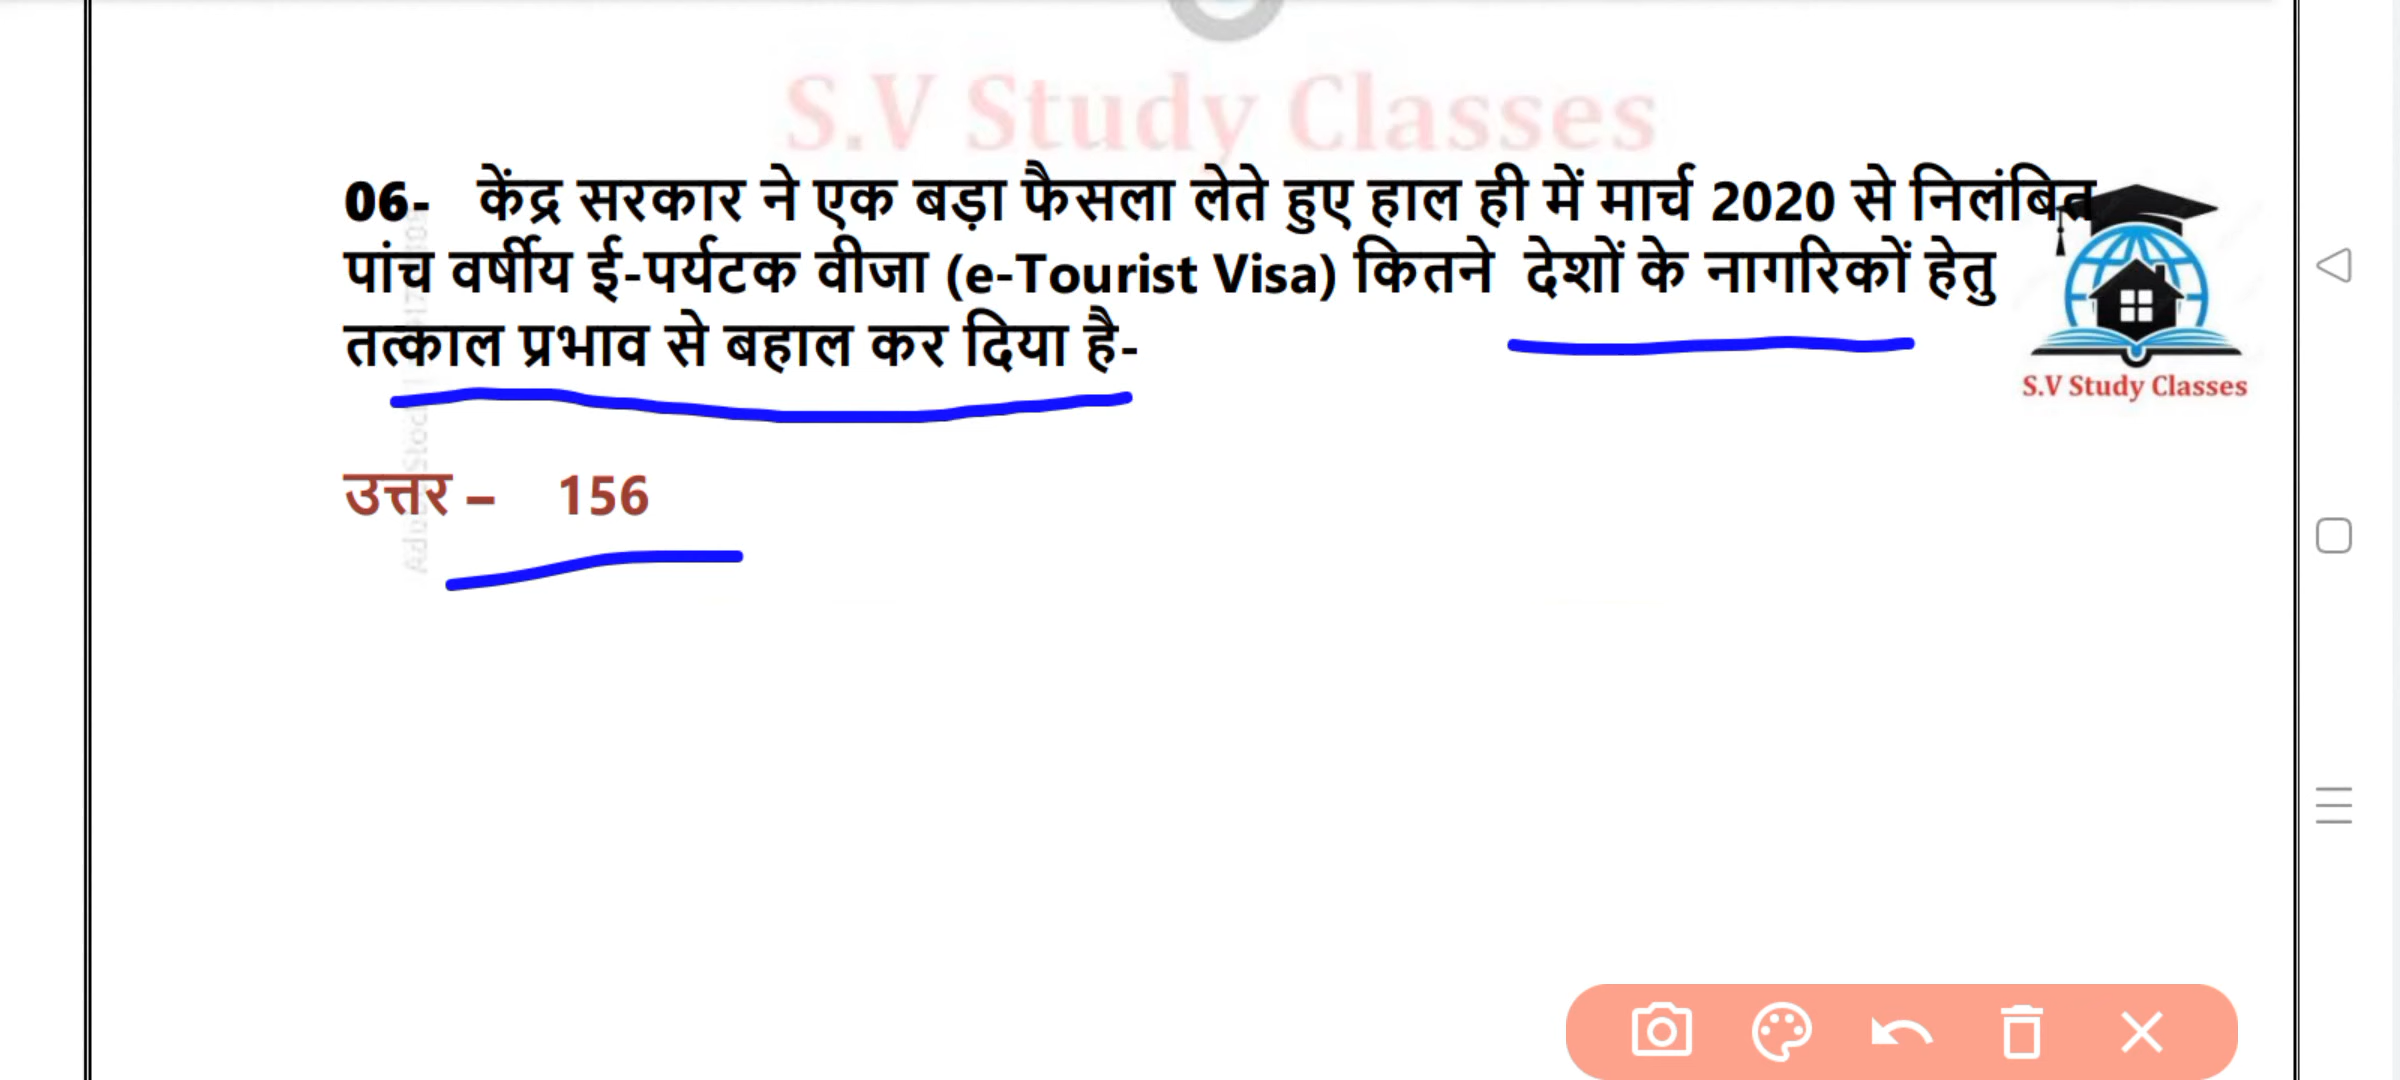 S.V Study Classes
06- केंद्र सरकार ने एक बड़ा फैसला लेते हुए हाल ही में मार्च 2020 से निलंबित
पांच वर्षीय ई-पर्यटक वीजा (e-Tourist Visa) कितने देशों के नागरिकों हेतु
तत्काल प्रभाव से बहाल कर दिया है-
S.V Study Classes
उत्तर – 156